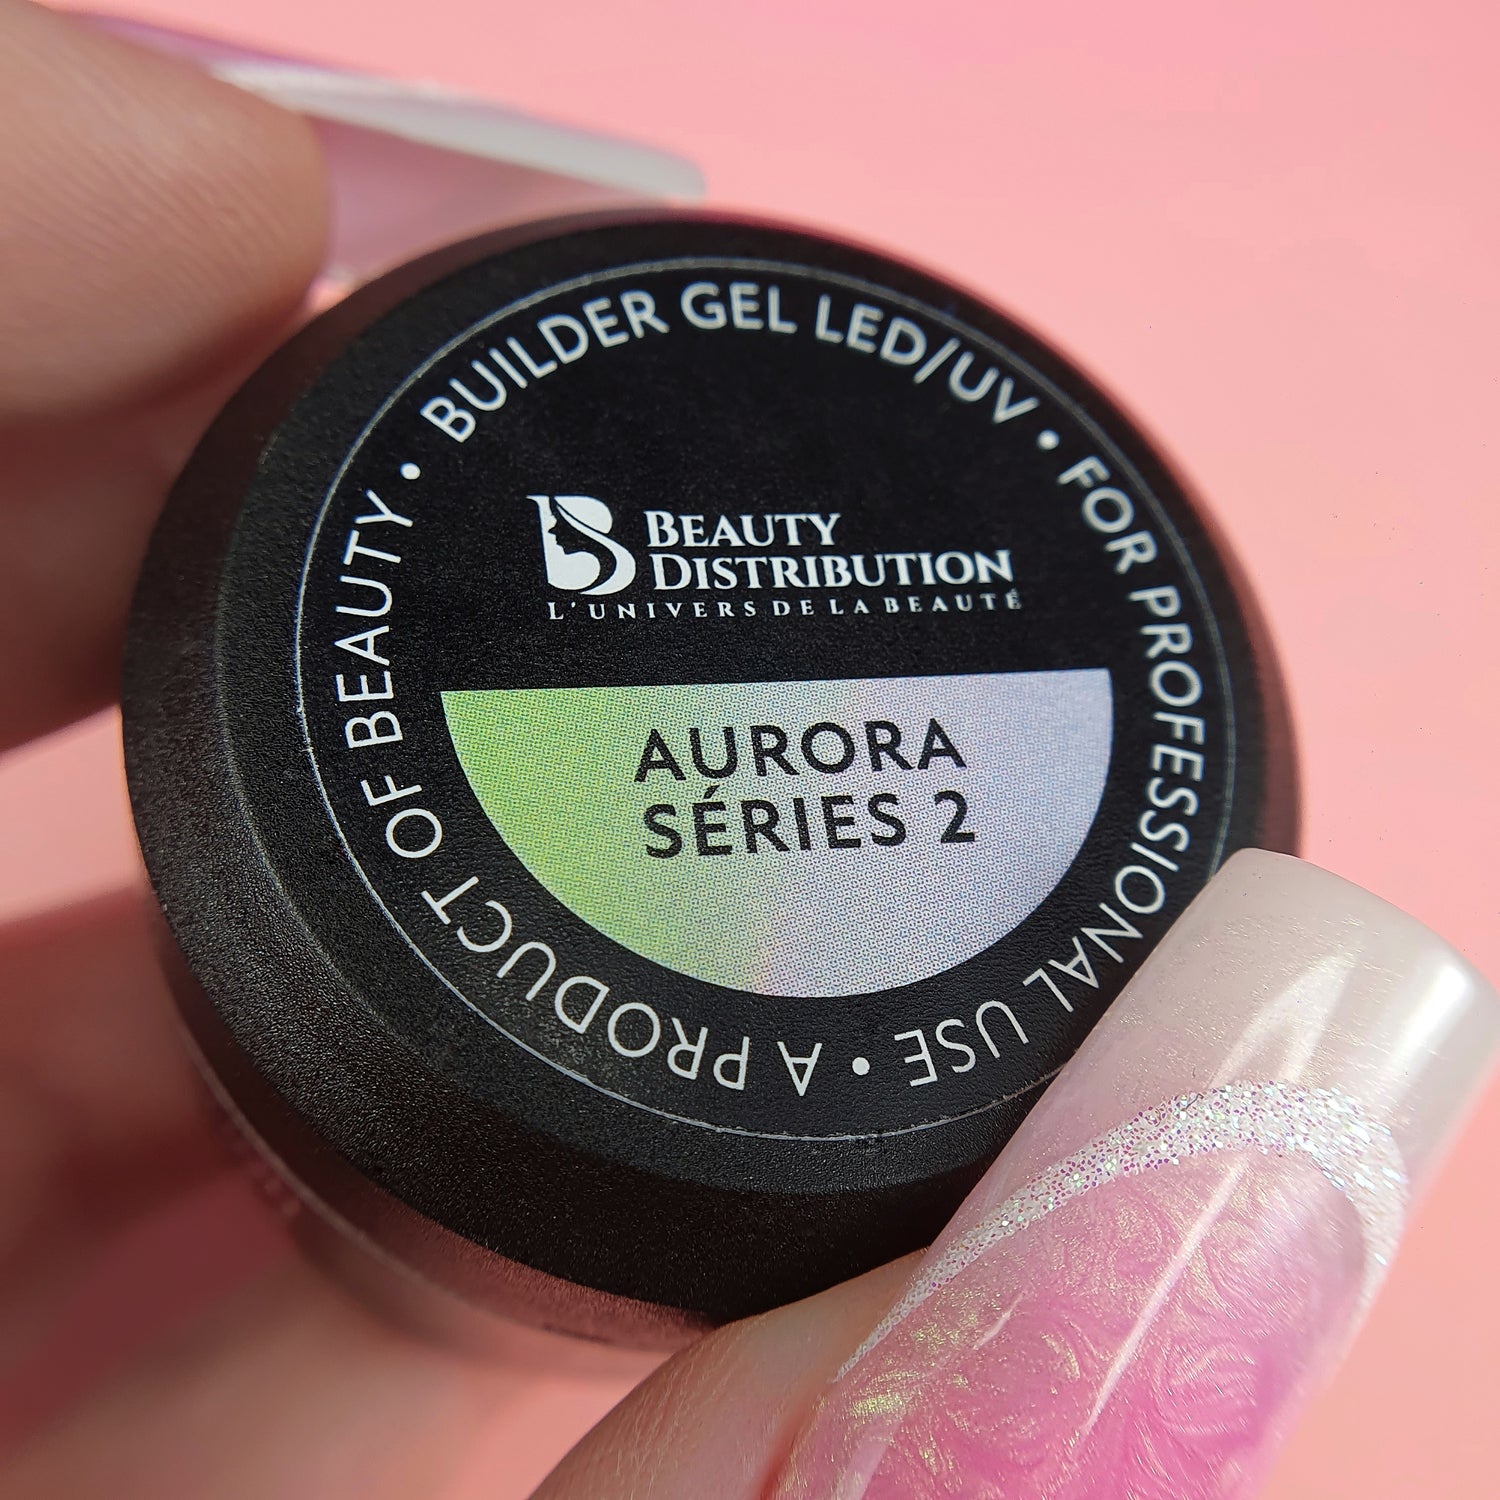 BUILDER GEL LED/UV • FOR PROFESSIONAL USE • A PRODUCT OF BEAUTY •
BEAUTY
DISTRIBUTION
L'UNIVERS DE LA BEAUTÉ
AURORA
SÉRIES 2